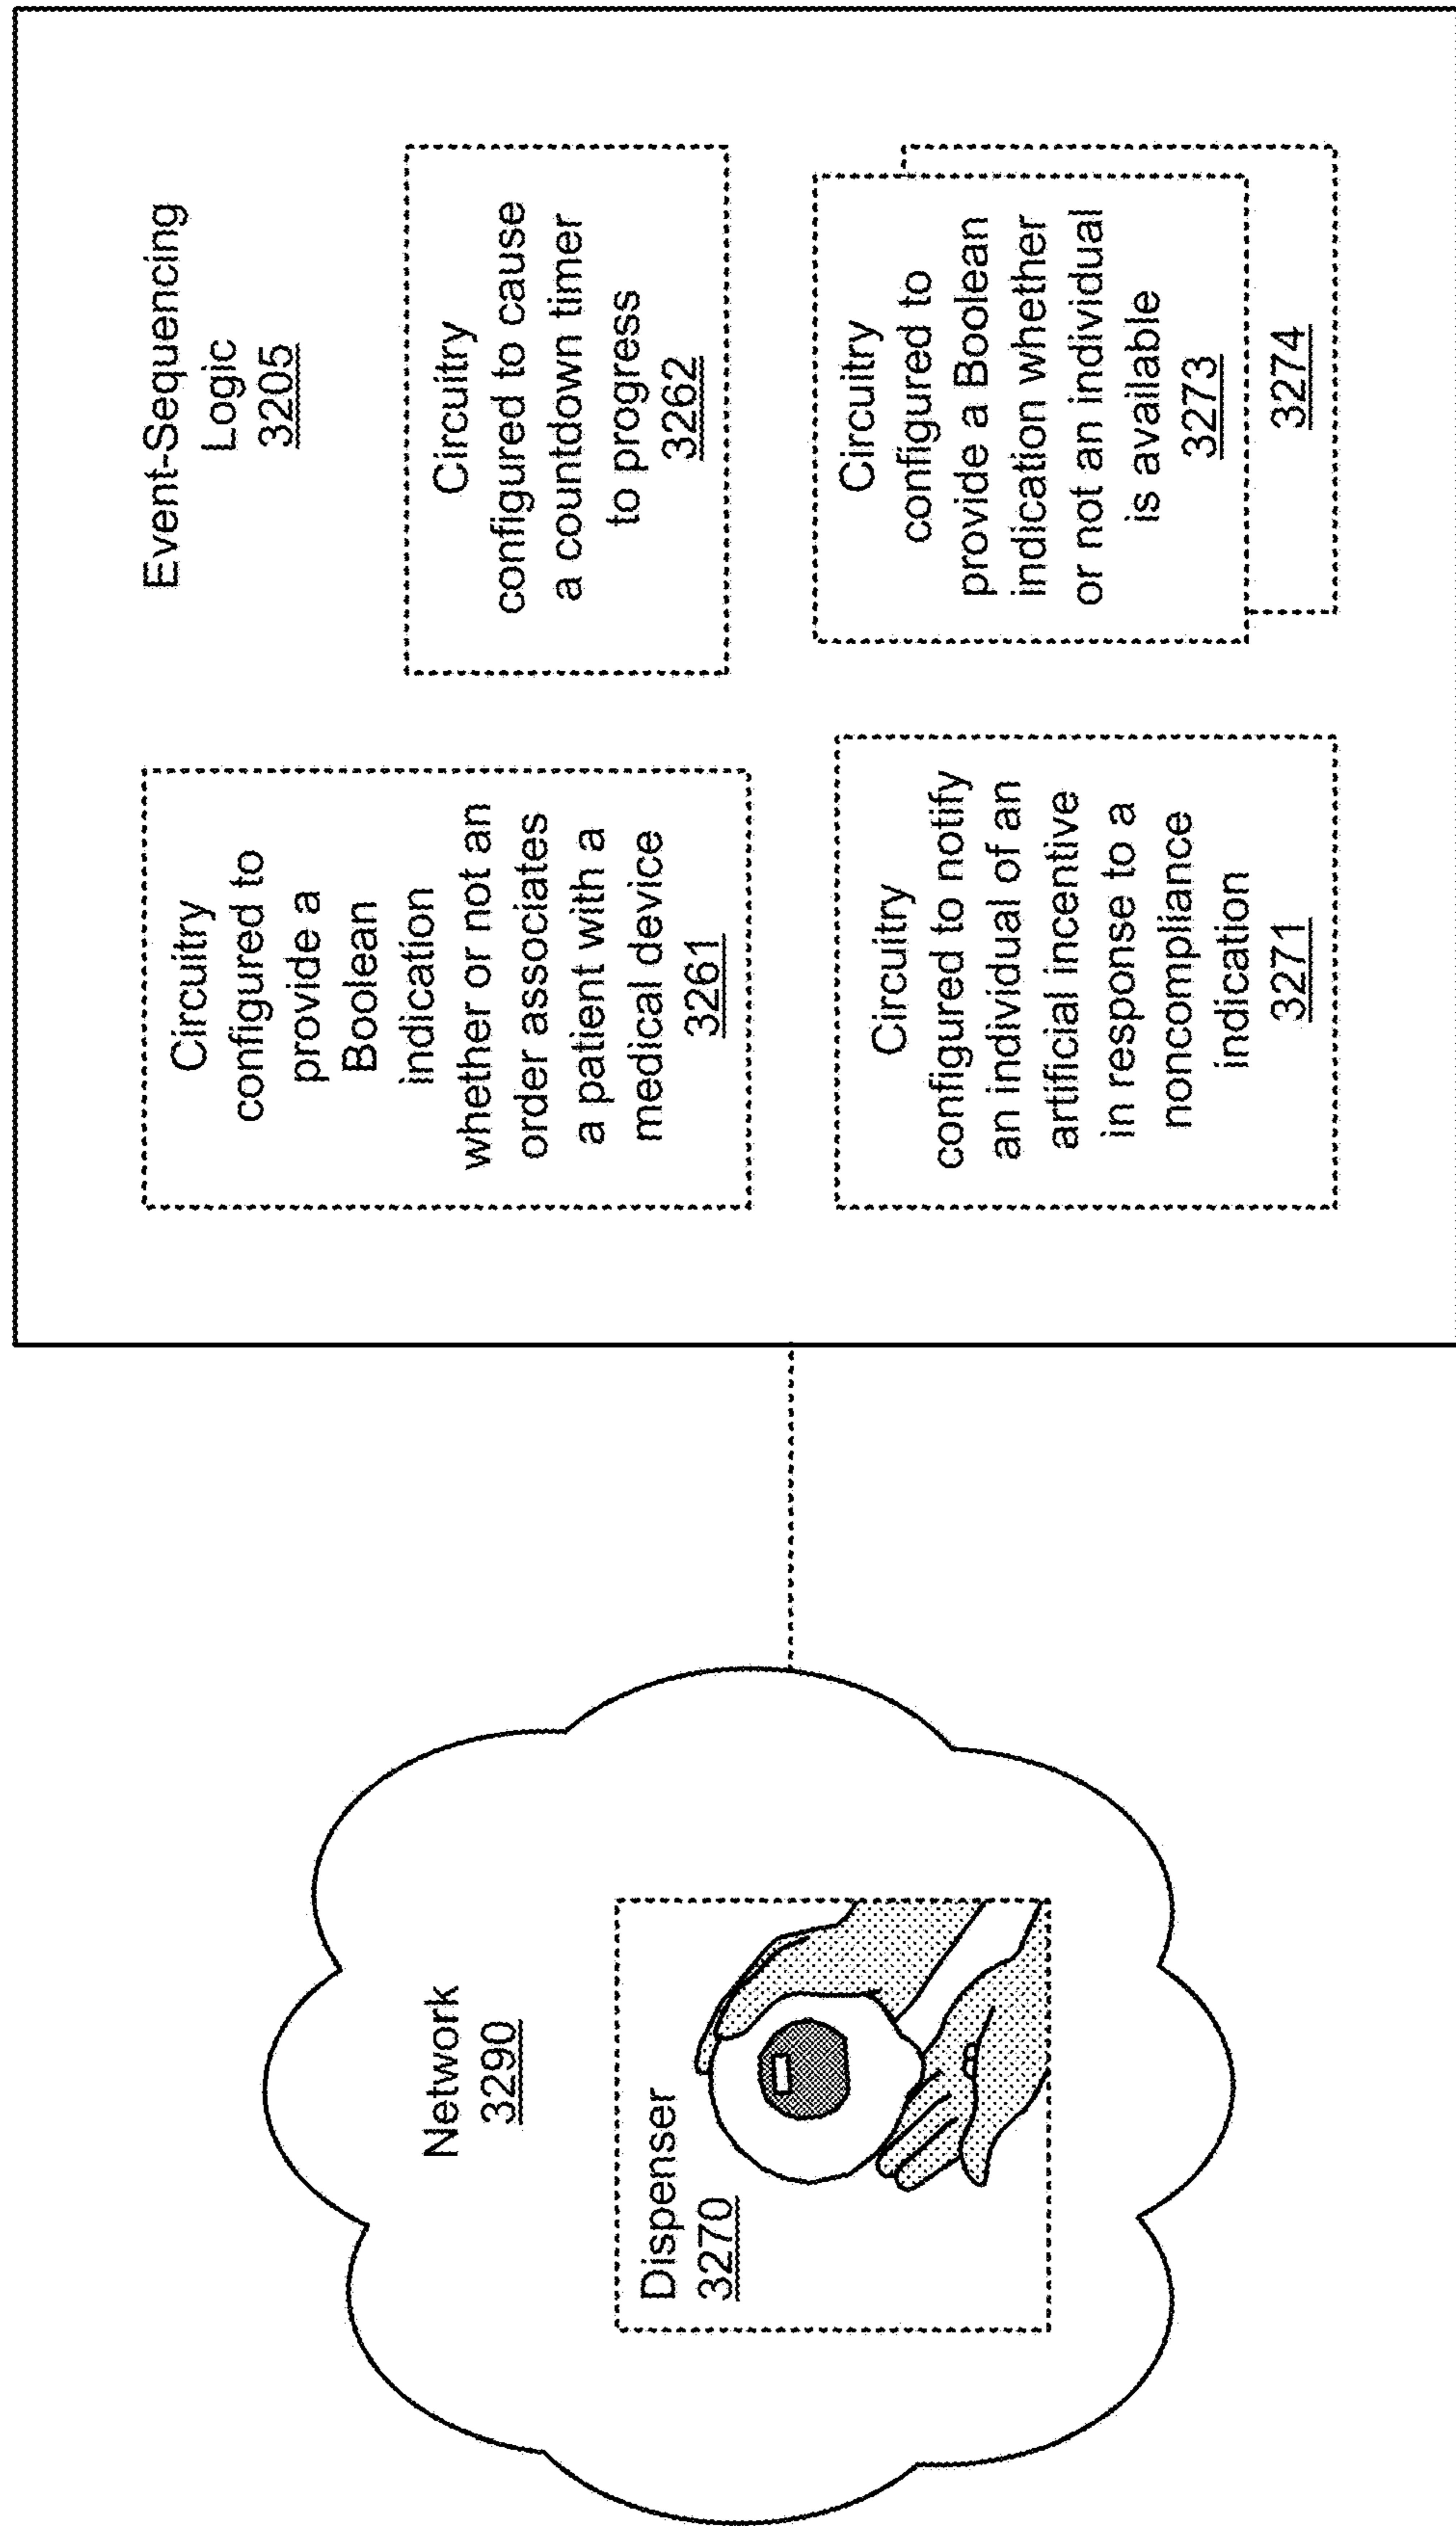 Network
3290
Dispenser
3270
Event-Sequencing
Logic
3205
Circuitry
configured to
provide a
Boolean
indication
whether or not an
order associates
a patient with a
medical device
3261
Circuitry
configured to cause
a countdown timer
to progress
3262
Circuitry
configured to notify
an individual of an
artificial incentive
in response to a
noncompliance
indication
3271
Circuitry
configured to
provide a Boolean
indication whether
or not an individual
is available
3273
3274